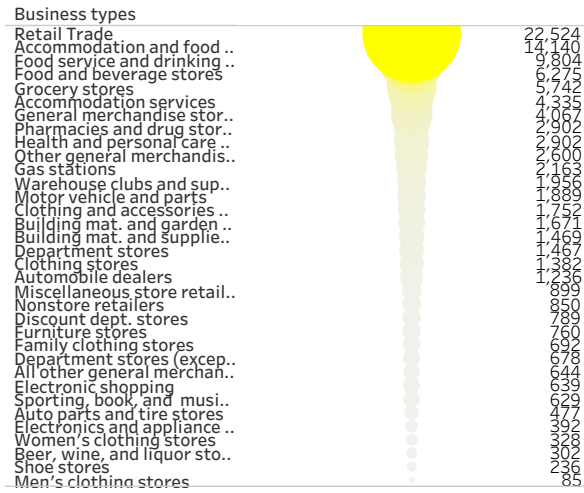 Business types
Retail Trade 22,524
Accommodation and food .. 14,140
Food service and drinking .. 9,804
Food and beverage stores 6,275
Grocery stores 5,742
Accommodation services 4,335
General merchandise stor.. 4,067
Pharmacies and drug stor.. 2,902
Health and personal care .. 2,902
Other general merchandis.. 2,600
Gas stations 2,163
Warehouse clubs and sup.. 1,956
Motor vehicle and parts 1,889
Clothing and accessories .. 1,752
Building mat. and garden .. 1,671
Building mat. and supplie.. 1,469
Department stores 1,467
Clothing stores 1,382
Automobile dealers 1,236
Miscellaneous store retail.. 899
Nonstore retailers 850
Discount dept. stores 789
Furniture stores 760
Family clothing stores 692
Department stores (excep.. 678
All other general merchan.. 644
Electronic shopping 639
Sporting, book, and musi.. 629
Auto parts and tire stores 477
Electronics and appliance .. 392
Women's clothing stores 328
Beer, wine, and liquor sto.. 302
Shoe stores 236
Men's clothing stores 85